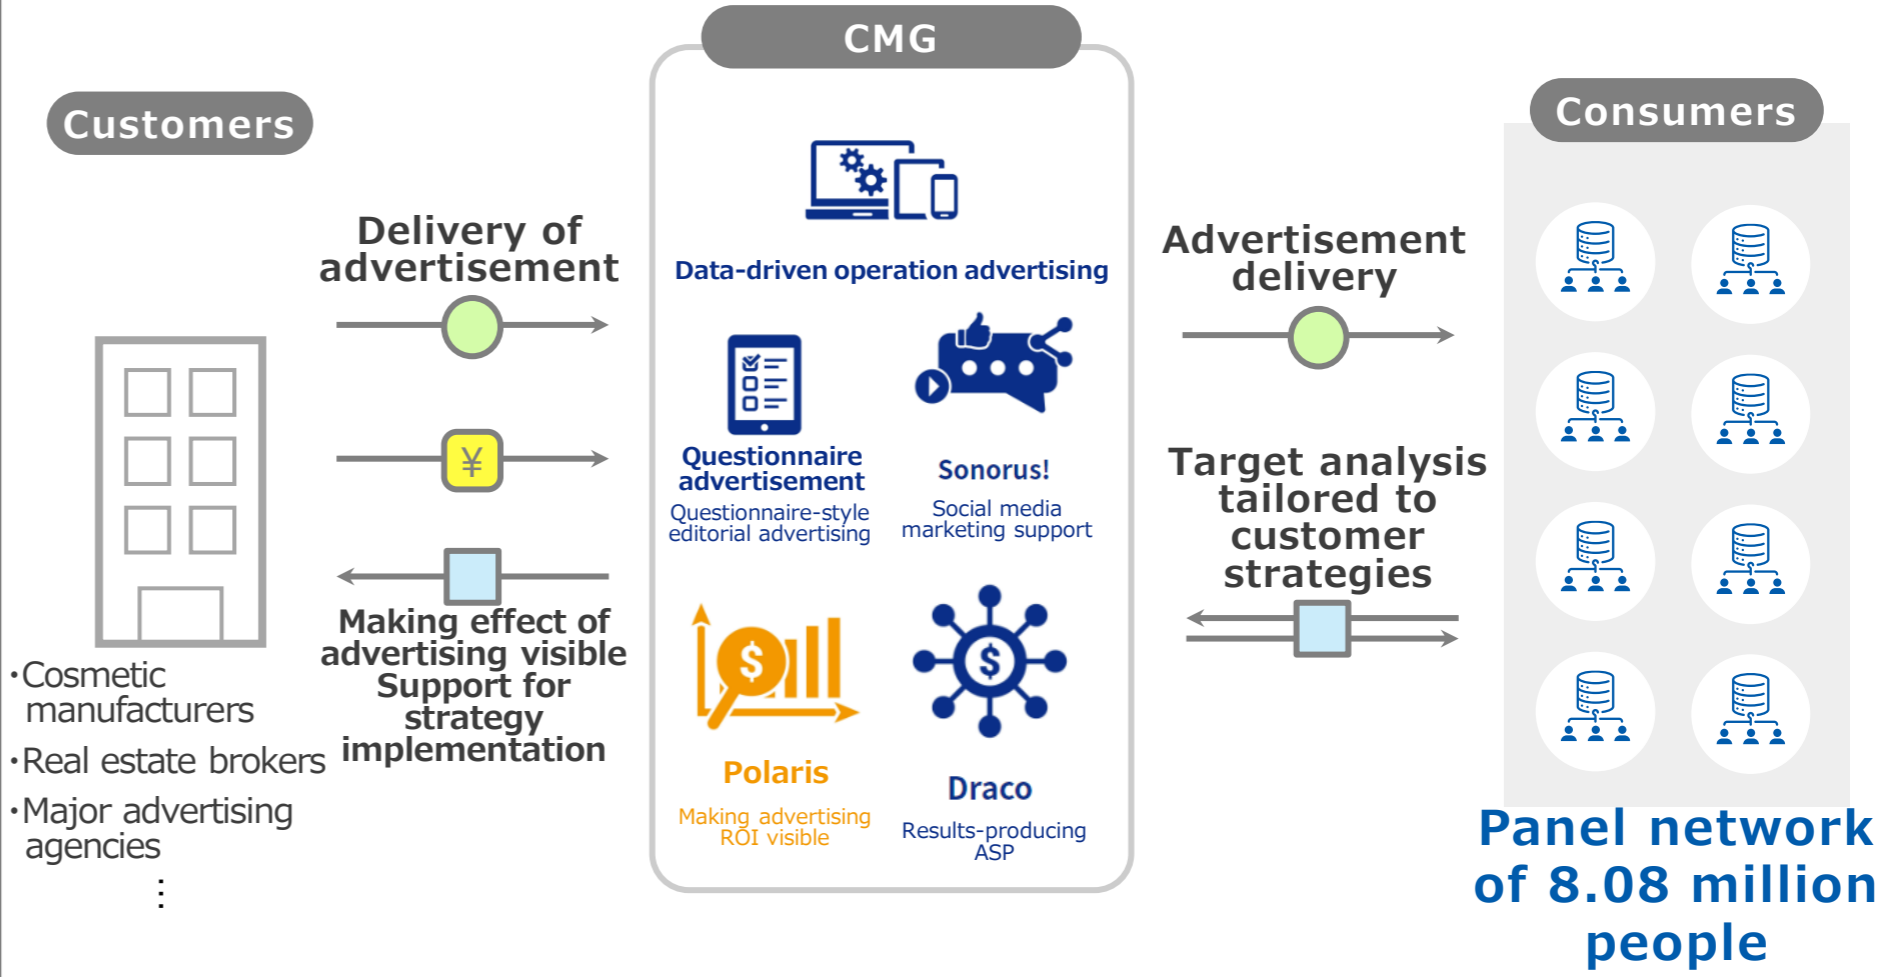 CMG
Customers
Consumers
Delivery of
advertisement
¥
Making effect of
advertising visible
Support for
strategy
implementation
・Cosmetic
manufacturers
・Real estate brokers
・Major advertising
agencies
⋮
Data-driven operation advertising
Questionnaire
advertisement
Questionnaire-style
editorial advertising
Sonorus!
Social media
marketing support
$
Polaris
Making advertising
ROI visible
$
Draco
Results-producing
ASP
Advertisement
delivery
Target analysis
tailored to
customer
strategies
Panel network
of 8.08 million
people